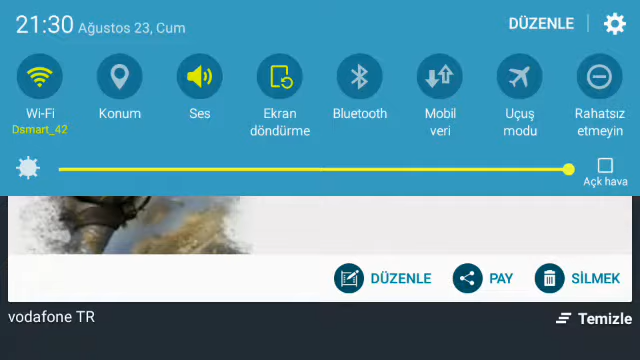 21:30 Ağustos 23, Cum DÜZENLE
Wi-Fi Konum Ses Ekran döndürme Bluetooth Mobil veri Uçuş modu Rahatsız etmeyin
Dsmart_42
Açk hava
DÜZENLE PAY SİLMEK
vodafone TR Temizle